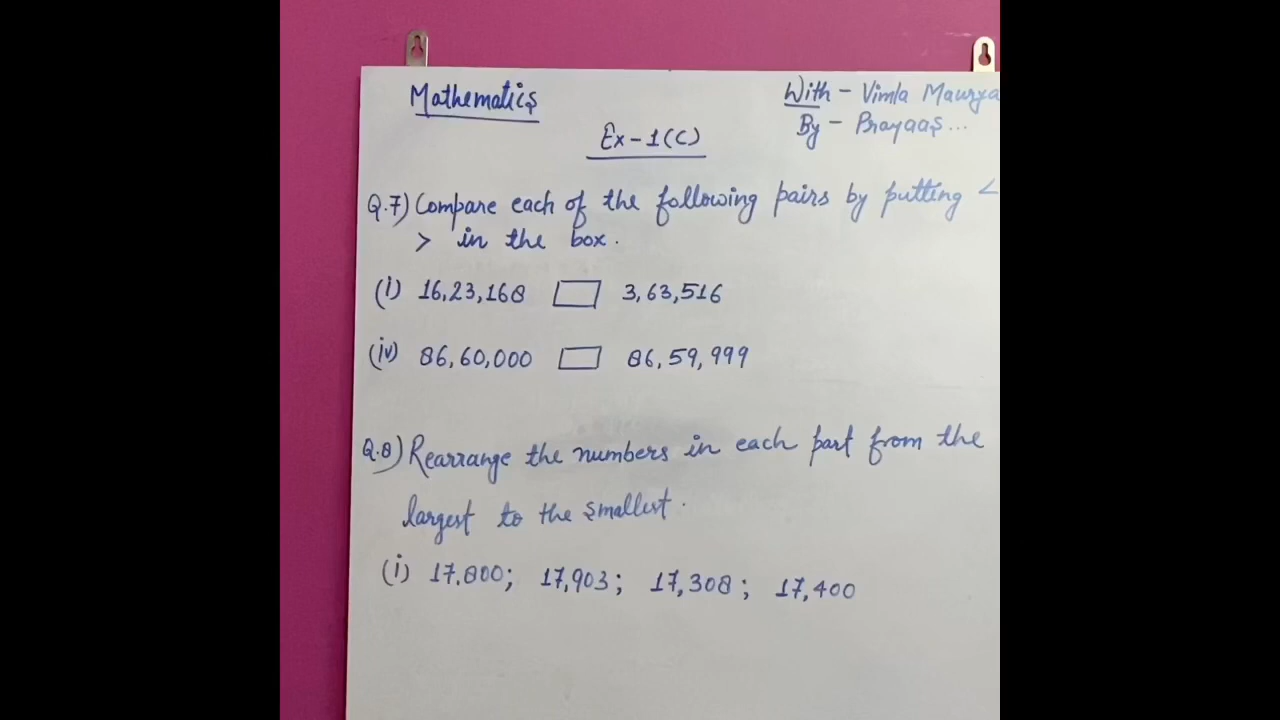 Mathematics
With - Vimla Maurya
By - Prayaas...
Ex-1(C)
Q.7) Compare each of the following pairs by putting <
> in the box.
(i) 16,23,168 3,63,516
(iv) 86,60,000 86,59,999
Q.8) Rearrange the numbers in each part from the
largest to the smallest.
(i) 17,800; 17,903; 17,308; 17,400